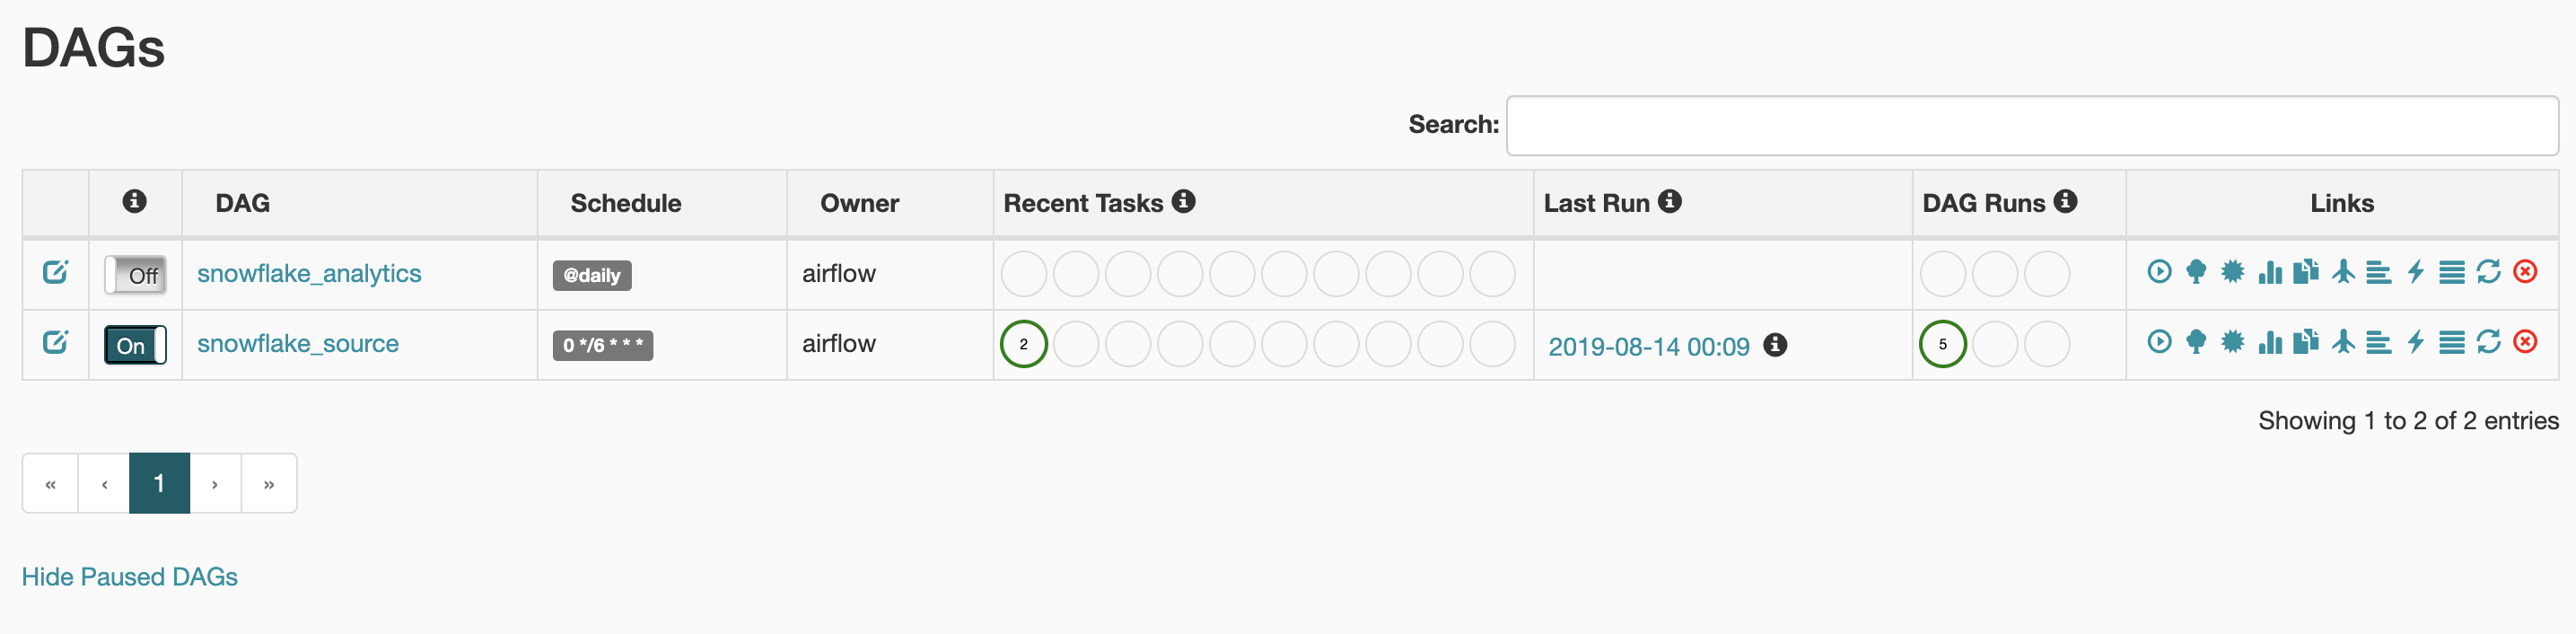 DAGs
Search:
DAG Schedule Owner Recent Tasks Last Run DAG Runs Links
Off snowflake_analytics @daily airflow
On snowflake_source 0 */6 * * * airflow 2 2019-08-14 00:09 5
Showing 1 to 2 of 2 entries
« ‹ 1 › »
Hide Paused DAGs